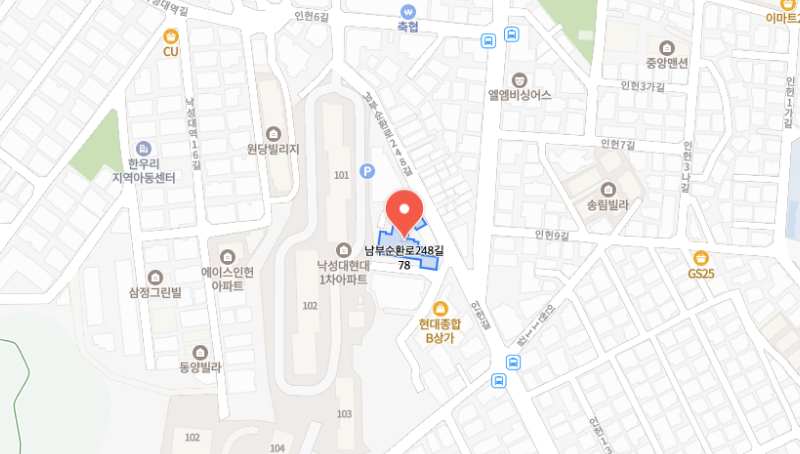 성대역길
인헌6길
축협
이마트2
CU
중앙맨션
인헌3가길
엘엠비싱어스
인헌1가길
남부순환로248길
낙성대역16길
원당빌리지
한우리
지역아동센터
P
101
인헌7길
인헌3나길
송림빌라
인헌9길
남부순환로248길
78
낙성대현대
1차아파트
에이스인헌
아파트
GS25
삼정그린빌
102
인헌길
인헌11길
현대종합
B상가
동양빌라
103
102
104
인헌13